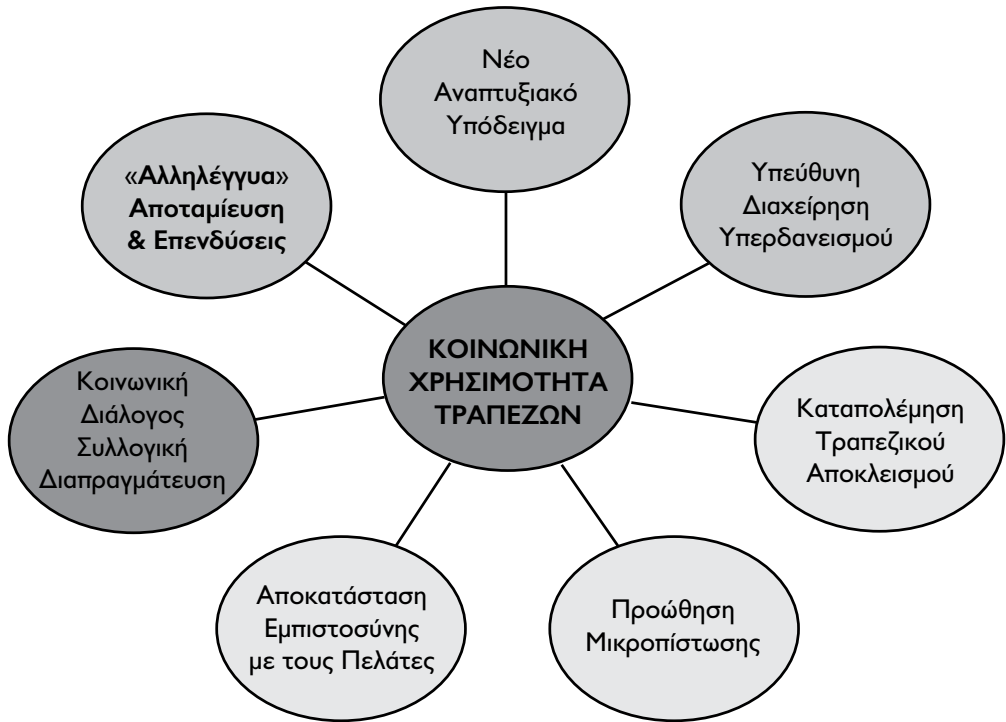 Νέο
Αναπτυξιακό
Υπόδειγμα
«Αλληλέγγυα»
Αποταμίευση
& Επενδύσεις
Υπεύθυνη
Διαχείρηση
Υπερδανεισμού
ΚΟΙΝΩΝΙΚΗ
ΧΡΗΣΙΜΟΤΗΤΑ
ΤΡΑΠΕΖΩΝ
Κοινωνική
Διάλογος
Συλλογική
Διαπραγμάτευση
Καταπολέμηση
Τραπεζικού
Αποκλεισμού
Αποκατάσταση
Εμπιστοσύνης
με τους Πελάτες
Προώθηση
Μικροπίστωσης